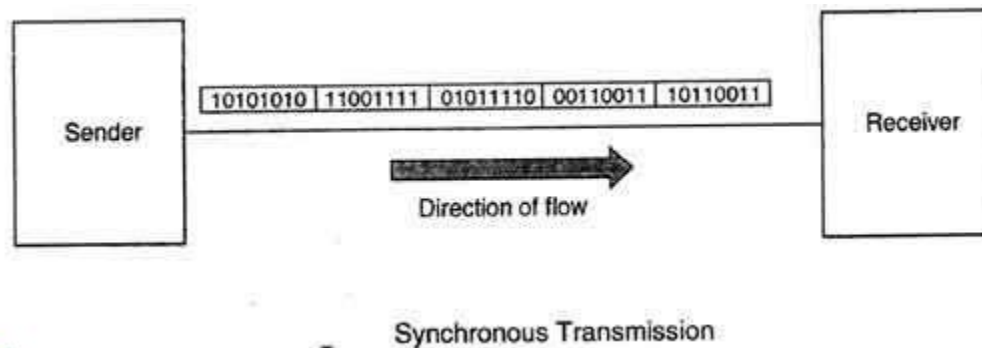 10101010 11001111 01011110 00110011 10110011
Sender
Receiver
Direction of flow
Synchronous Transmission